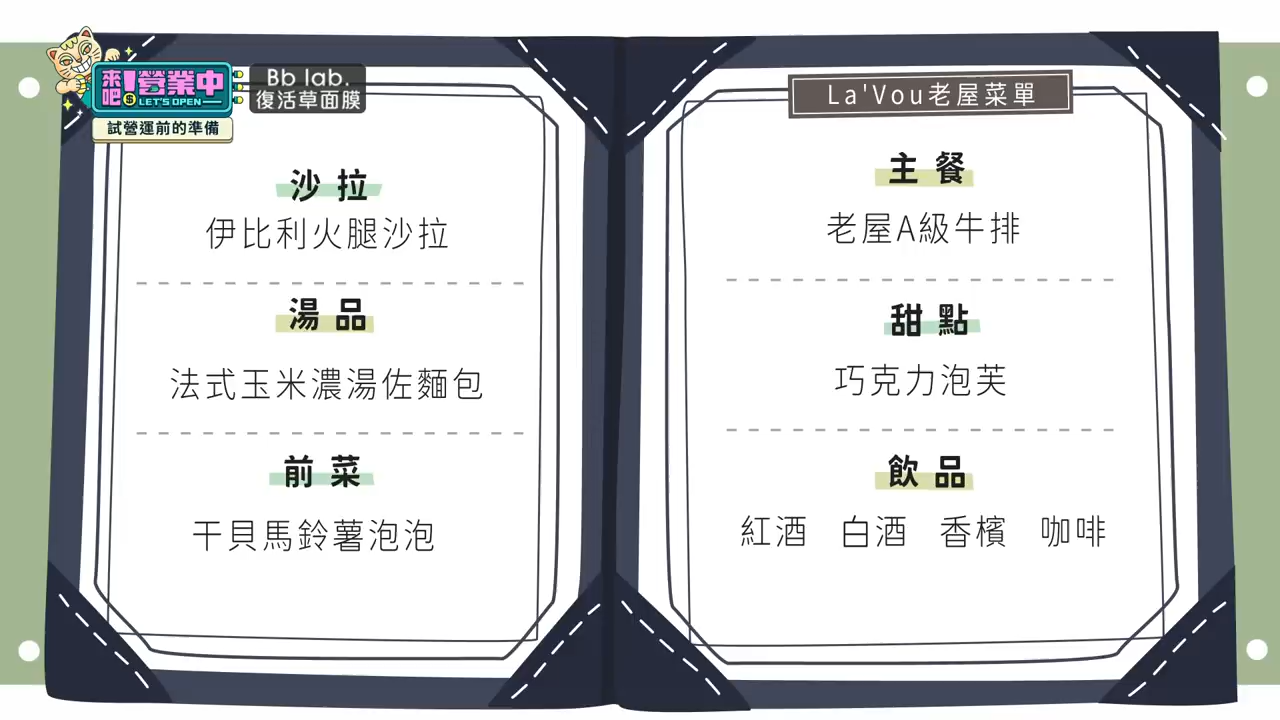 來吧!營業中
LET'S OPEN
試營運前的準備
Bb lab.
復活草面膜
沙拉
伊比利火腿沙拉
湯品
法式玉米濃湯佐麵包
前菜
干貝馬鈴薯泡泡
La'Vou老屋菜單
主餐
老屋A級牛排
甜點
巧克力泡芙
飲品
紅酒 白酒 香檳 咖啡